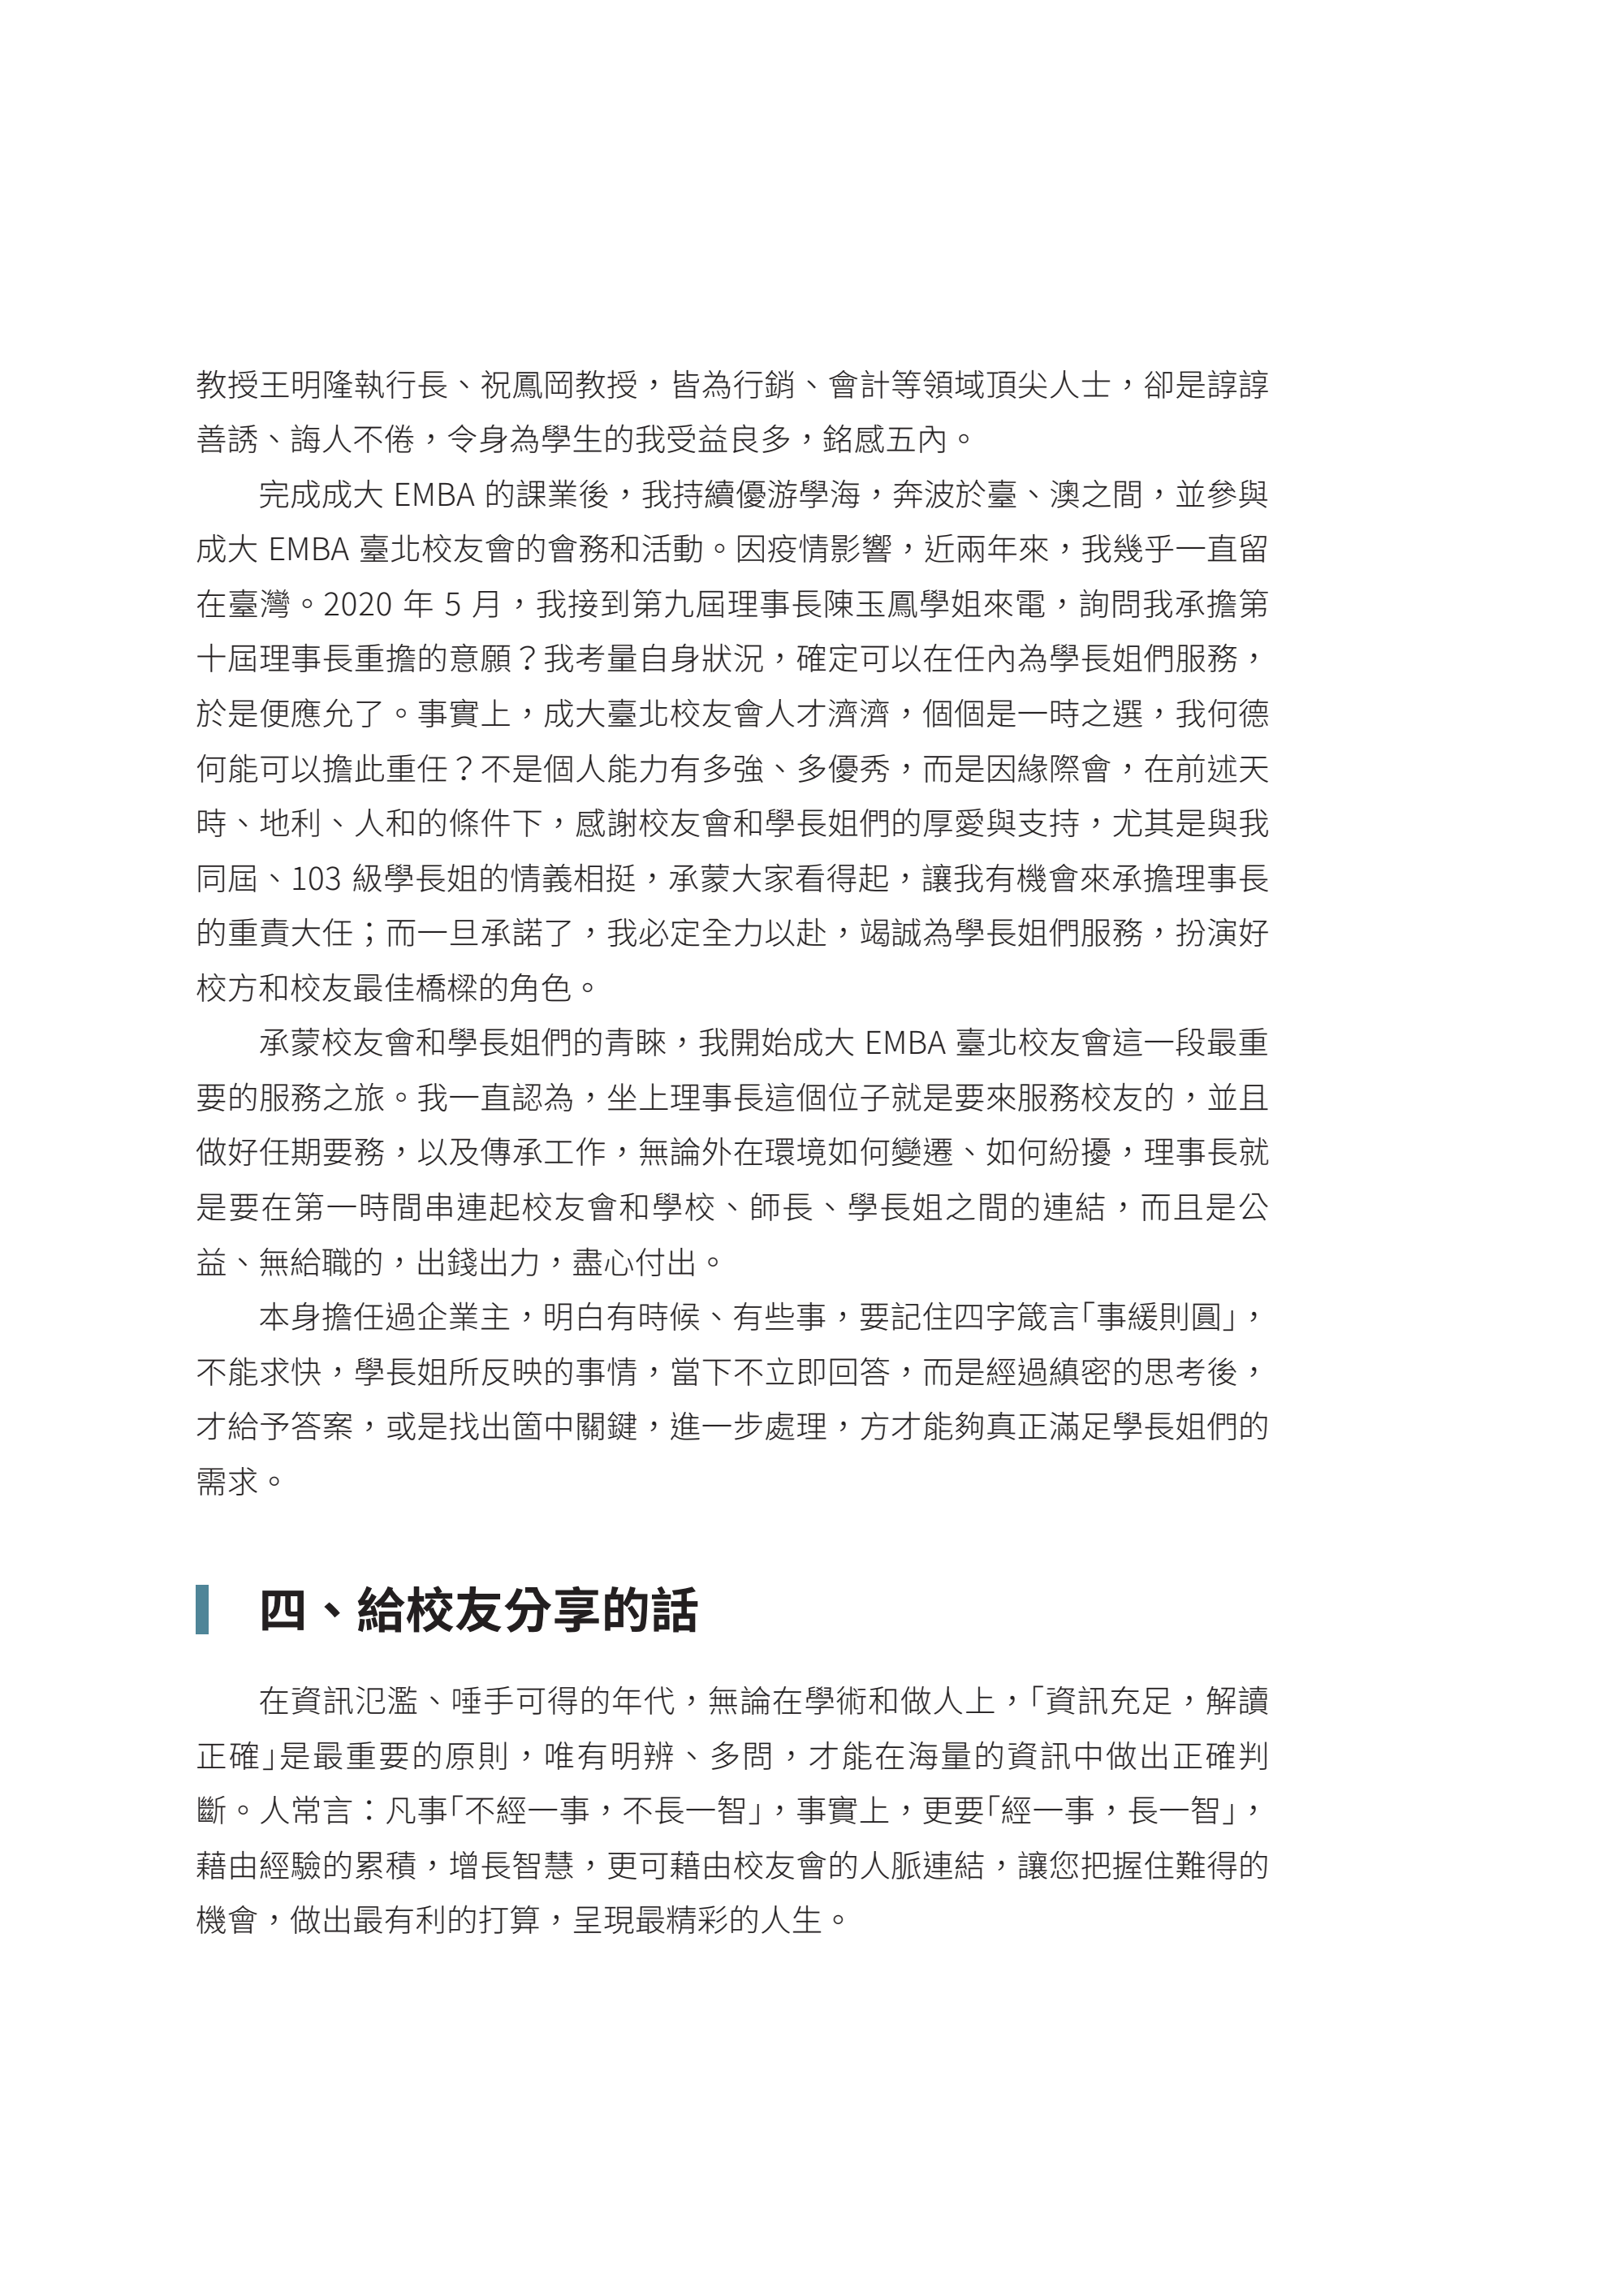 教授王明隆執行長、祝鳳岡教授，皆為行銷、會計等領域頂尖人士，卻是諄諄
善誘、誨人不倦，令身為學生的我受益良多，銘感五內。
完成成大 EMBA 的課業後，我持續優游學海，奔波於臺、澳之間，並參與
成大 EMBA 臺北校友會的會務和活動。因疫情影響，近兩年來，我幾乎一直留
在臺灣。2020 年 5 月，我接到第九屆理事長陳玉鳳學姐來電，詢問我承擔第
十屆理事長重擔的意願？我考量自身狀況，確定可以在任內為學長姐們服務，
於是便應允了。事實上，成大臺北校友會人才濟濟，個個是一時之選，我何德
何能可以擔此重任？不是個人能力有多強、多優秀，而是因緣際會，在前述天
時、地利、人和的條件下，感謝校友會和學長姐們的厚愛與支持，尤其是與我
同屆、103 級學長姐的情義相挺，承蒙大家看得起，讓我有機會來承擔理事長
的重責大任；而一旦承諾了，我必定全力以赴，竭誠為學長姐們服務，扮演好
校方和校友最佳橋樑的角色。
承蒙校友會和學長姐們的青睞，我開始成大 EMBA 臺北校友會這一段最重
要的服務之旅。我一直認為，坐上理事長這個位子就是要來服務校友的，並且
做好任期要務，以及傳承工作，無論外在環境如何變遷、如何紛擾，理事長就
是要在第一時間串連起校友會和學校、師長、學長姐之間的連結，而且是公
益、無給職的，出錢出力，盡心付出。
本身擔任過企業主，明白有時候、有些事，要記住四字箴言「事緩則圓」，
不能求快，學長姐所反映的事情，當下不立即回答，而是經過縝密的思考後，
才給予答案，或是找出箇中關鍵，進一步處理，方才能夠真正滿足學長姐們的
需求。
四、給校友分享的話
在資訊氾濫、唾手可得的年代，無論在學術和做人上，「資訊充足，解讀
正確」是最重要的原則，唯有明辨、多問，才能在海量的資訊中做出正確判
斷。人常言：凡事「不經一事，不長一智」，事實上，更要「經一事，長一智」，
藉由經驗的累積，增長智慧，更可藉由校友會的人脈連結，讓您把握住難得的
機會，做出最有利的打算，呈現最精彩的人生。